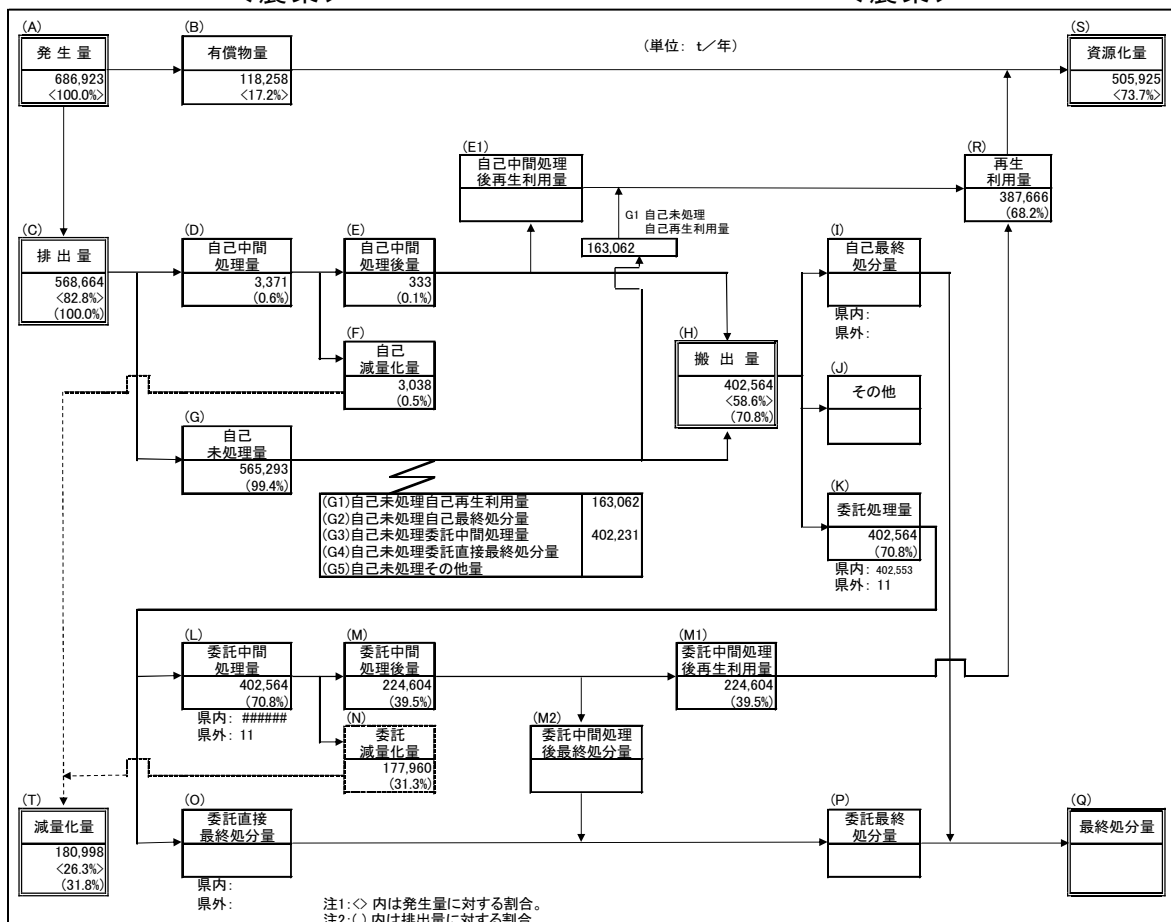 (A)
発 生 量
686,923
<100.0%>
(B)
有償物量
118,258
<17.2%>
(単位: t/年)
(S)
資源化量
505,925
<73.7%>
(E1)
自己中間処理
後再生利用量
(R)
再生
利用量
387,666
(68.2%)
G1 自己未処理
自己再生利用量
163,062
(C)
排 出 量
568,664
<82.8%>
(100.0%)
(D)
自己中間
処理量
3,371
(0.6%)
(E)
自己中間
処理後量
333
(0.1%)
(I)
自己最終
処分量
県内:
県外:
(F)
自己
減量化量
3,038
(0.5%)
(H)
搬 出 量
402,564
<58.6%>
(70.8%)
(J)
その他
(G)
自己
未処理量
565,293
(99.4%)
(G1)自己未処理自己再生利用量 163,062
(G2)自己未処理自己最終処分量
(G3)自己未処理委託中間処理量 402,231
(G4)自己未処理委託直接最終処分量
(G5)自己未処理その他量
(K)
委託処理量
402,564
(70.8%)
県内: 402,553
県外: 11
(L)
委託中間
処理量
402,564
(70.8%)
県内: ######
県外: 11
(M)
委託中間
処理後量
224,604
(39.5%)
(M1)
委託中間処理
後再生利用量
224,604
(39.5%)
(N)
委託
減量化量
177,960
(31.3%)
(M2)
委託中間処理
後最終処分量
(T)
減量化量
180,998
<26.3%>
(31.8%)
(O)
委託直接
最終処分量
県内:
県外:
(P)
委託最終
処分量
(Q)
最終処分量
注1:<> 内は発生量に対する割合。
注2:( ) 内は排出量に対する割合。